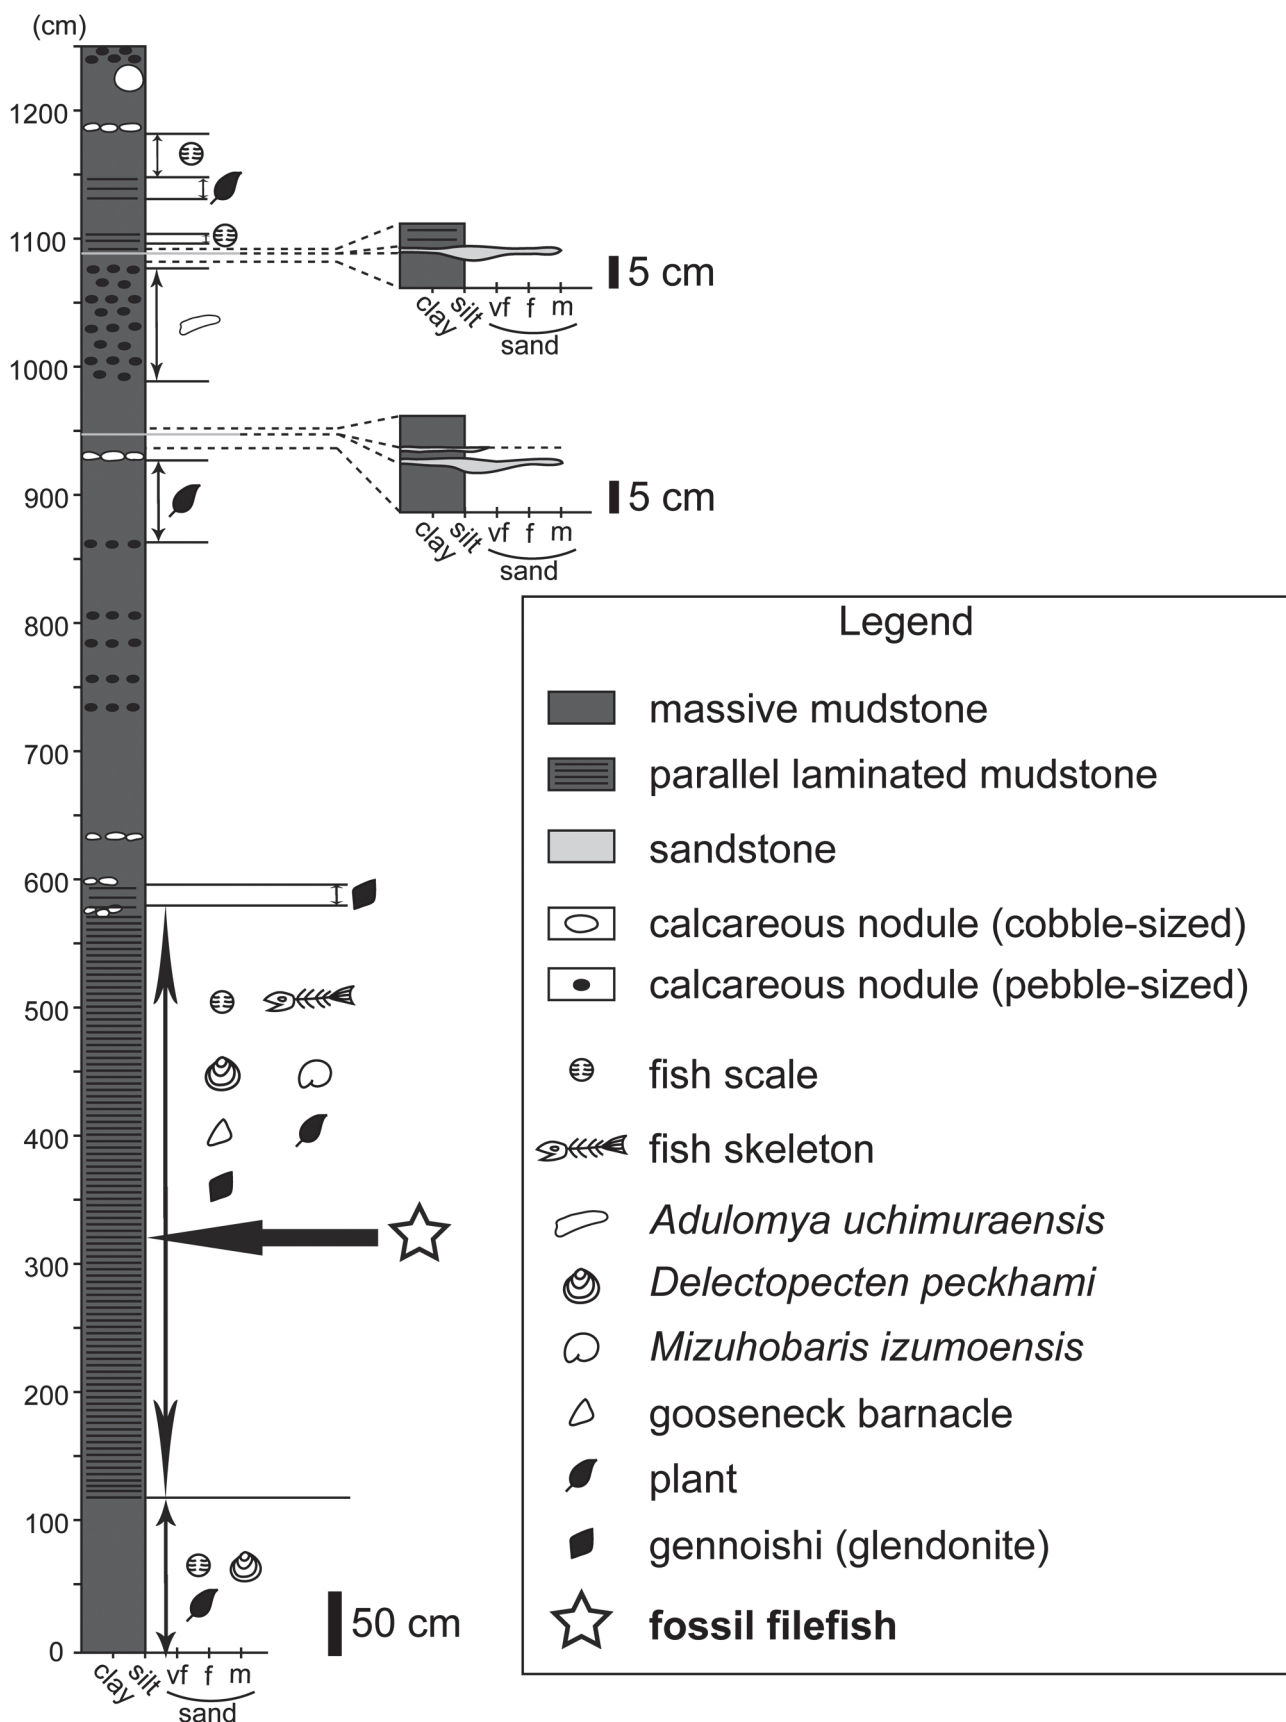 (cm)
1200
1100
1000
900
800
700
600
500
400
300
200
100
0
clay silt vf f m
sand
50 cm
clay silt vf f m
sand
5 cm
clay silt vf f m
sand
5 cm
Legend
massive mudstone
parallel laminated mudstone
sandstone
calcareous nodule (cobble-sized)
calcareous nodule (pebble-sized)
fish scale
fish skeleton
Adulomya uchimuraensis
Delectopecten peckhami
Mizuhobaris izumoensis
gooseneck barnacle
plant
gennoishi (glendonite)
fossil filefish